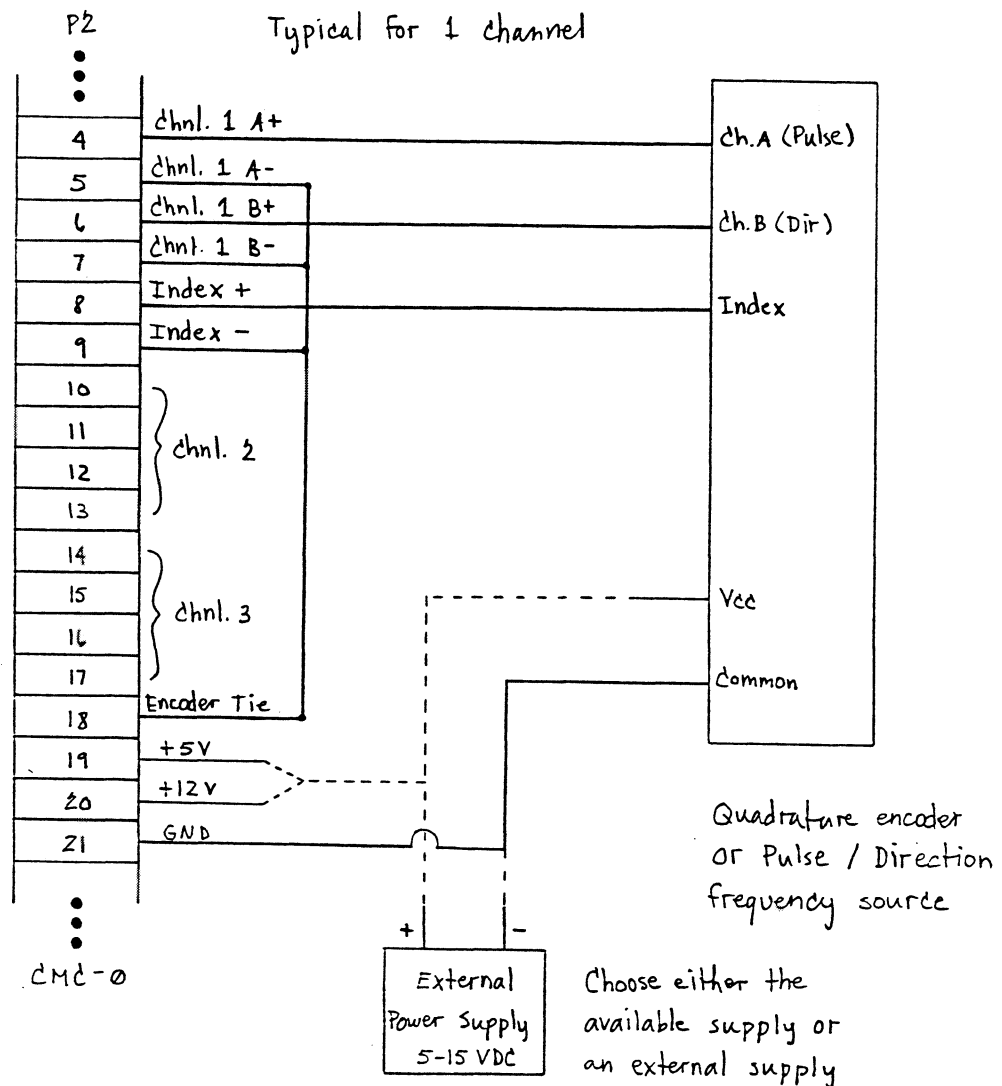 P2
Typical for 1 channel
4
Chnl. 1 A+
Ch.A (Pulse)
5
Chnl. 1 A-
6
Chnl. 1 B+
Ch.B (Dir)
7
Chnl. 1 B-
8
Index +
Index
9
Index -
10
11
12
13
Chnl. 2
14
15
16
17
Chnl. 3
Vcc
Common
18
Encoder Tie
19
+5V
20
+12V
21
GND
Quadrature encoder
or Pulse / Direction
frequency source
CMC-0
+
-
External
Power Supply
5-15 VDC
Choose either the
available supply or
an external supply